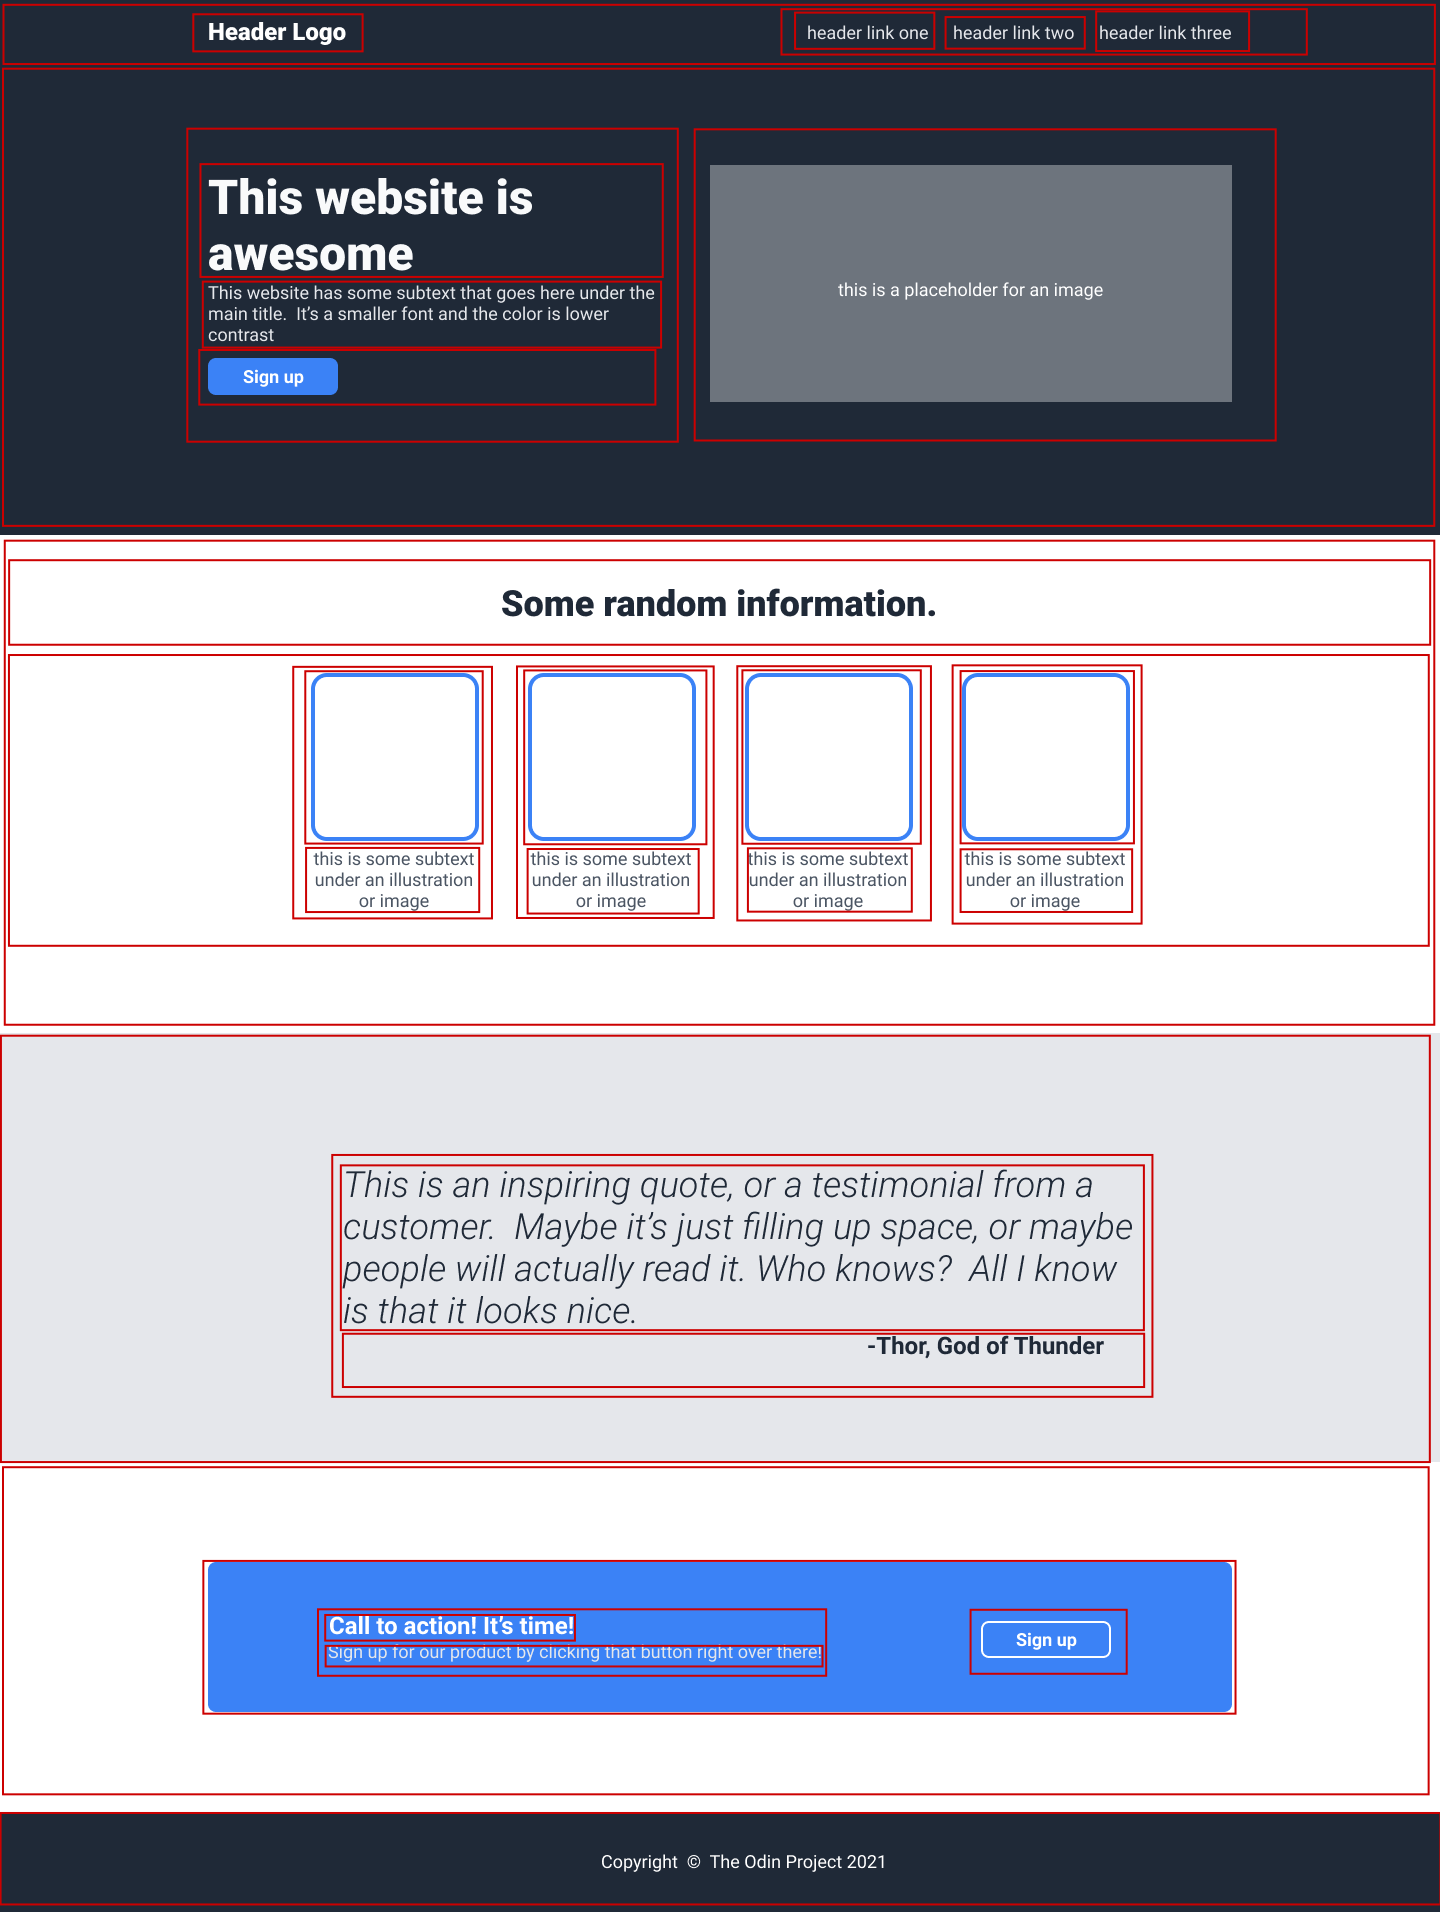 Header Logo
header link one
header link two
header link three
This website is
awesome
This website has some subtext that goes here under the
main title.  It’s a smaller font and the color is lower
contrast
Sign up
this is a placeholder for an image
Some random information.
this is some subtext
under an illustration
or image
this is some subtext
under an illustration
or image
this is some subtext
under an illustration
or image
this is some subtext
under an illustration
or image
This is an inspiring quote, or a testimonial from a
customer.  Maybe it’s just filling up space, or maybe
people will actually read it. Who knows?  All I know
is that it looks nice.
-Thor, God of Thunder
Call to action! It’s time!
Sign up for our product by clicking that button right over there!
Sign up
Copyright © The Odin Project 2021